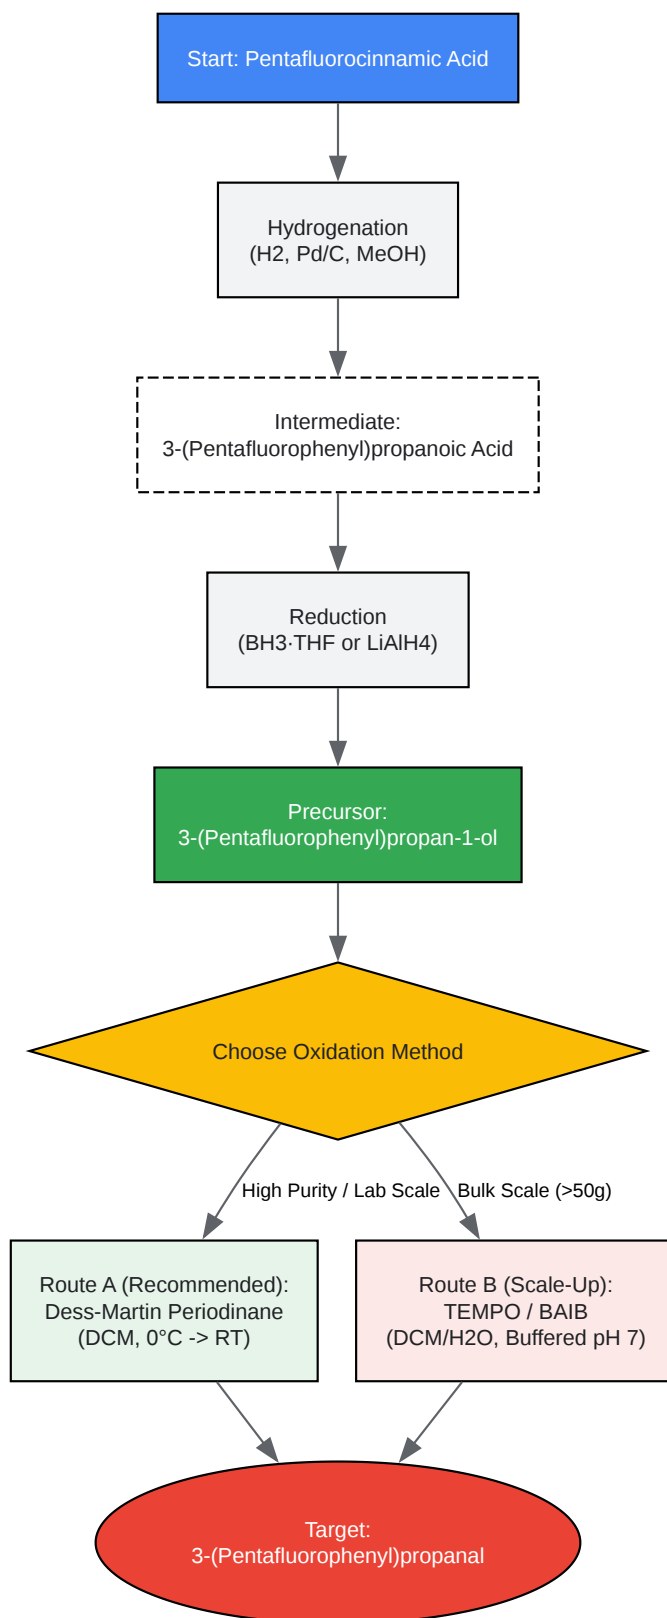 Start: Pentafluorocinnamic Acid
Hydrogenation
(H2, Pd/C, MeOH)
Intermediate:
3-(Pentafluorophenyl)propanoic Acid
Reduction
(BH3·THF or LiAlH4)
Precursor:
3-(Pentafluorophenyl)propan-1-ol
Choose Oxidation Method
High Purity / Lab Scale
Bulk Scale (>50g)
Route A (Recommended):
Dess-Martin Periodinane
(DCM, 0°C -> RT)
Route B (Scale-Up):
TEMPO / BAIB
(DCM/H2O, Buffered pH 7)
Target:
3-(Pentafluorophenyl)propanal